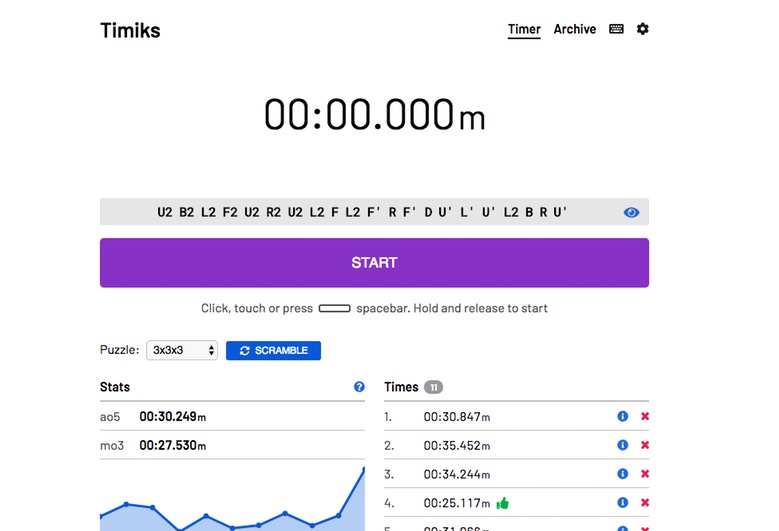 Timiks
Timer Archive
00:00.000m
U2 B2 L2 F2 U2 R2 U2 L2 F L2 F' R F' D U' L' U' L2 B R U'
START
Click, touch or press spacebar. Hold and release to start
Puzzle: 3x3x3 SCRAMBLE
Stats
ao5 00:30.249m
mo3 00:27.530m
Times 11
1. 00:30.847m
2. 00:35.452m
3. 00:34.244m
4. 00:25.117m